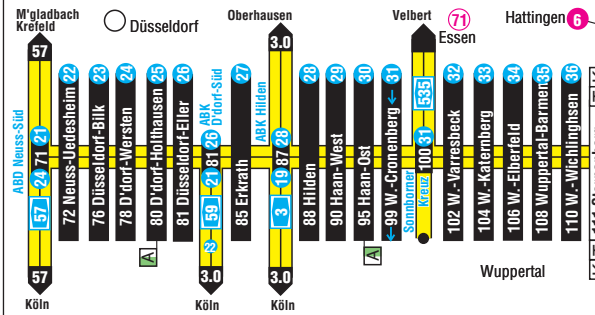 M'gladbach
Krefeld
Düsseldorf
Oberhausen
Velbert
71
Essen
Hattingen 6
57
ABD Neuss-Süd
21
71
24
57
57
Köln
22
72 Neuss-Uedesheim
23
76 Düsseldorf-Bilk
24
78 D'dorf-Wersten
25
80 D'dorf-Holthausen
A
26
81 Düsseldorf-Eller
ABK
D'dorf-Süd
26
81
21
59
22
3.0
Köln
27
85 Erkrath
3.0
ABK Hilden
28
87
19
3
3.0
Köln
28
88 Hilden
29
90 Haan-West
30
95 Haan-Ost
A
31
99 W.-Cronenberg
535
31
100
Sonnborner
Kreuz
32
102 W.-Varresbeck
33
104 W.-Katernberg
34
106 W.-Elberfeld
35
108 Wuppertal-Barmen
36
110 W.-Wichlinghsen
Wuppertal